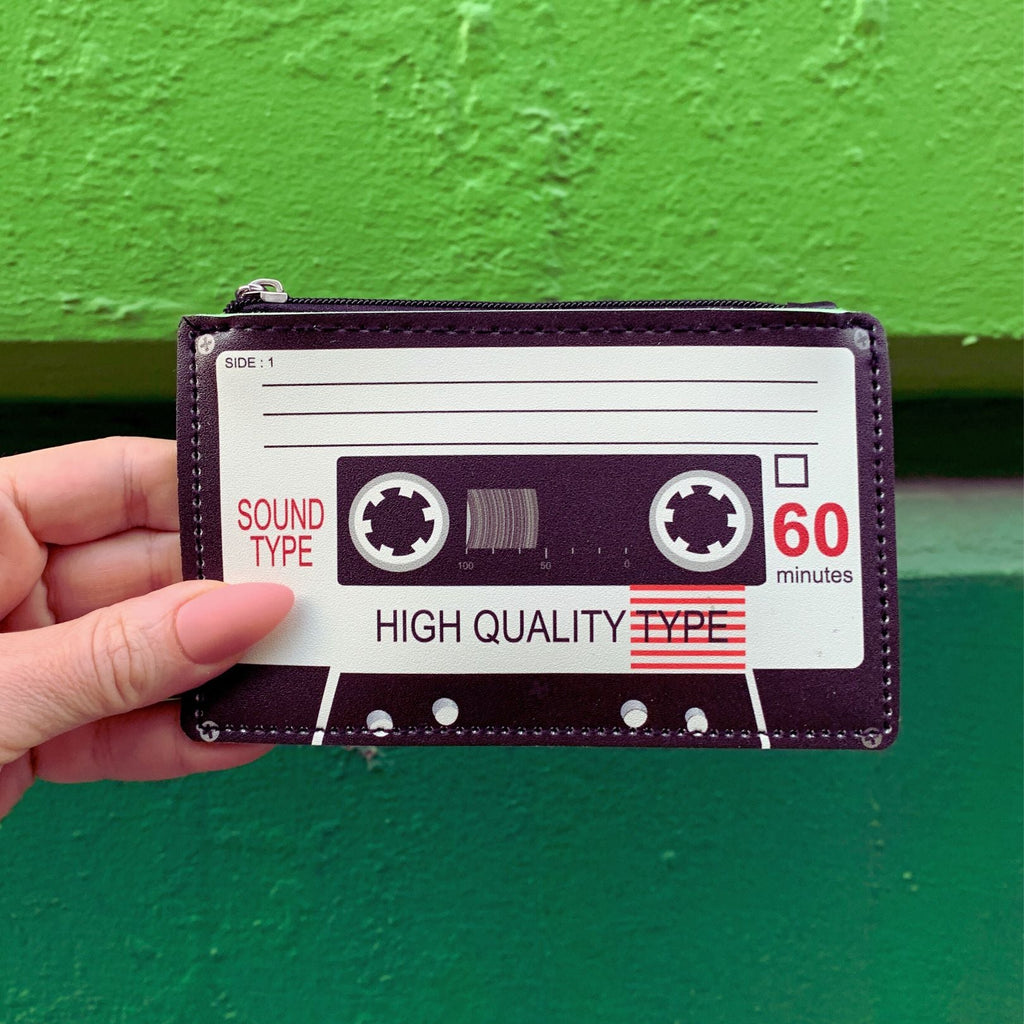 SIDE : 1
SOUND
TYPE
60
minutes
100 50 0
HIGH QUALITY TYPE